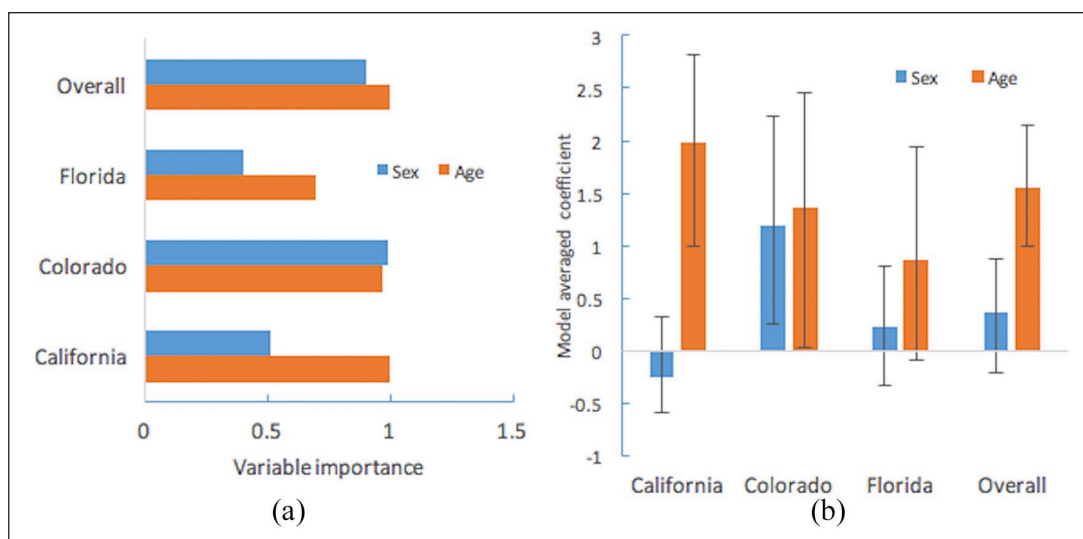 Overall
Florida
Colorado
California
Sex Age
0 0.5 1 1.5
Variable importance
(a)
3
2.5
2
1.5
1
0.5
0
-0.5
-1
Model averaged coefficient
Sex Age
California Colorado Florida Overall
(b)